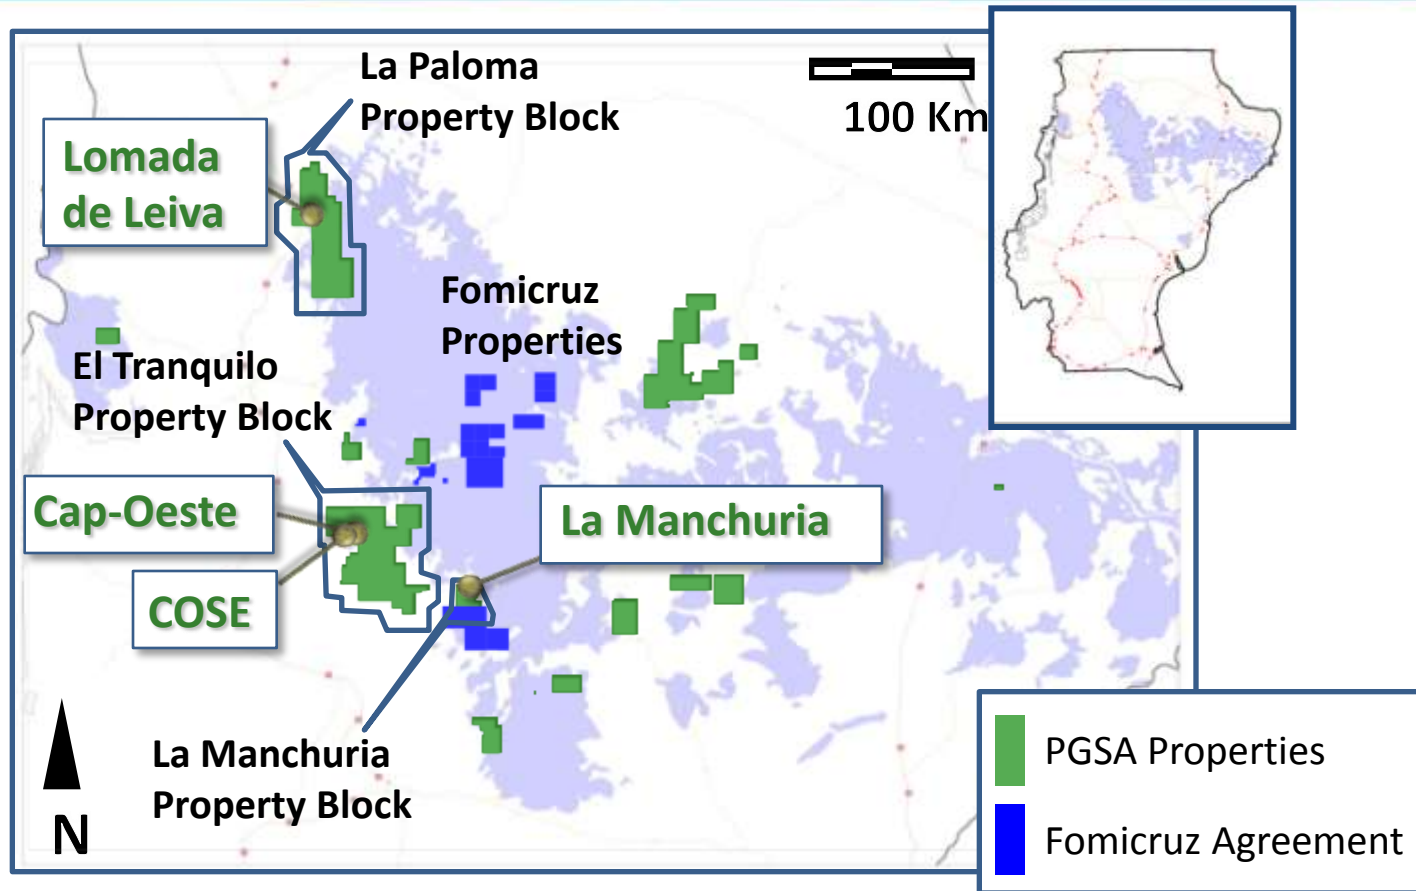 La Paloma
Property Block
100 Km
Lomada
de Leiva
Fomicruz
Properties
El Tranquilo
Property Block
Cap-Oeste
La Manchuria
COSE
La Manchuria
Property Block
N
PGSA Properties
Fomicruz Agreement